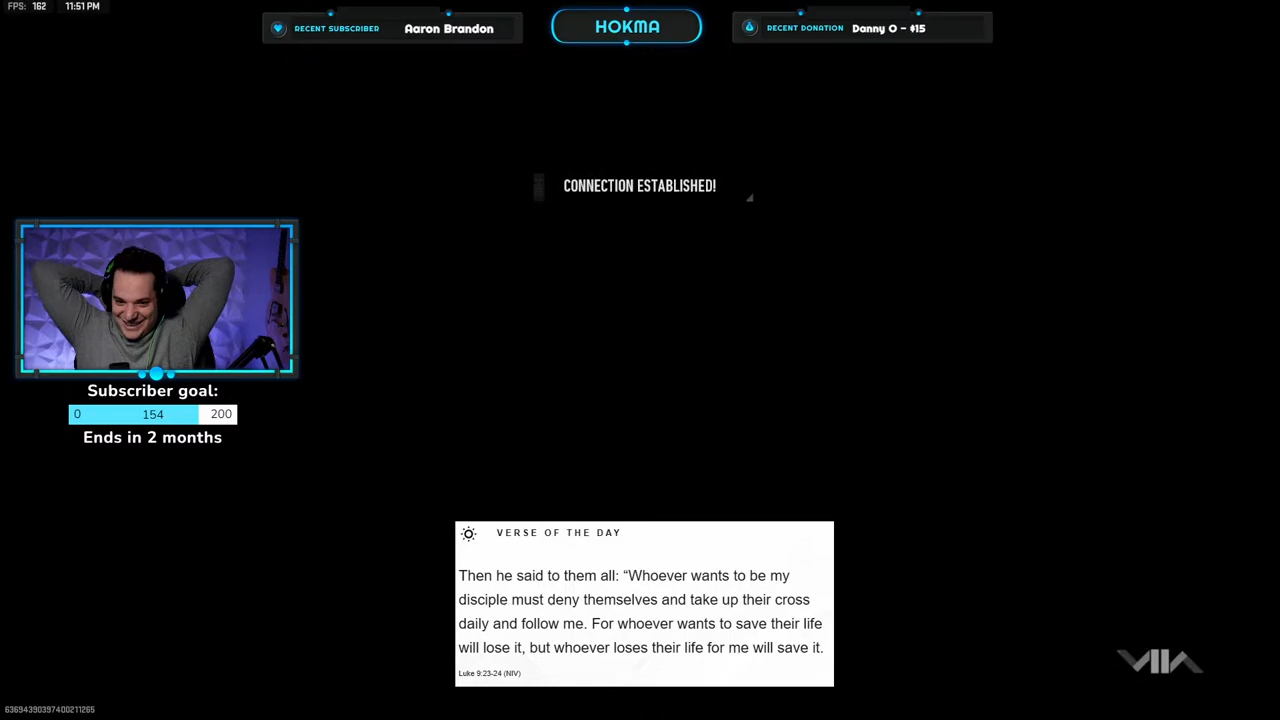 FPS: 162 11:51 PM
RECENT SUBSCRIBER Aaron Brandon
HOKMA
RECENT DONATION Danny O - $15
CONNECTION ESTABLISHED!
Subscriber goal:
0 154 200
Ends in 2 months
VERSE OF THE DAY
Then he said to them all: “Whoever wants to be my
disciple must deny themselves and take up their cross
daily and follow me. For whoever wants to save their life
will lose it, but whoever loses their life for me will save it.
Luke 9:23-24 (NIV)
63694390397400211265